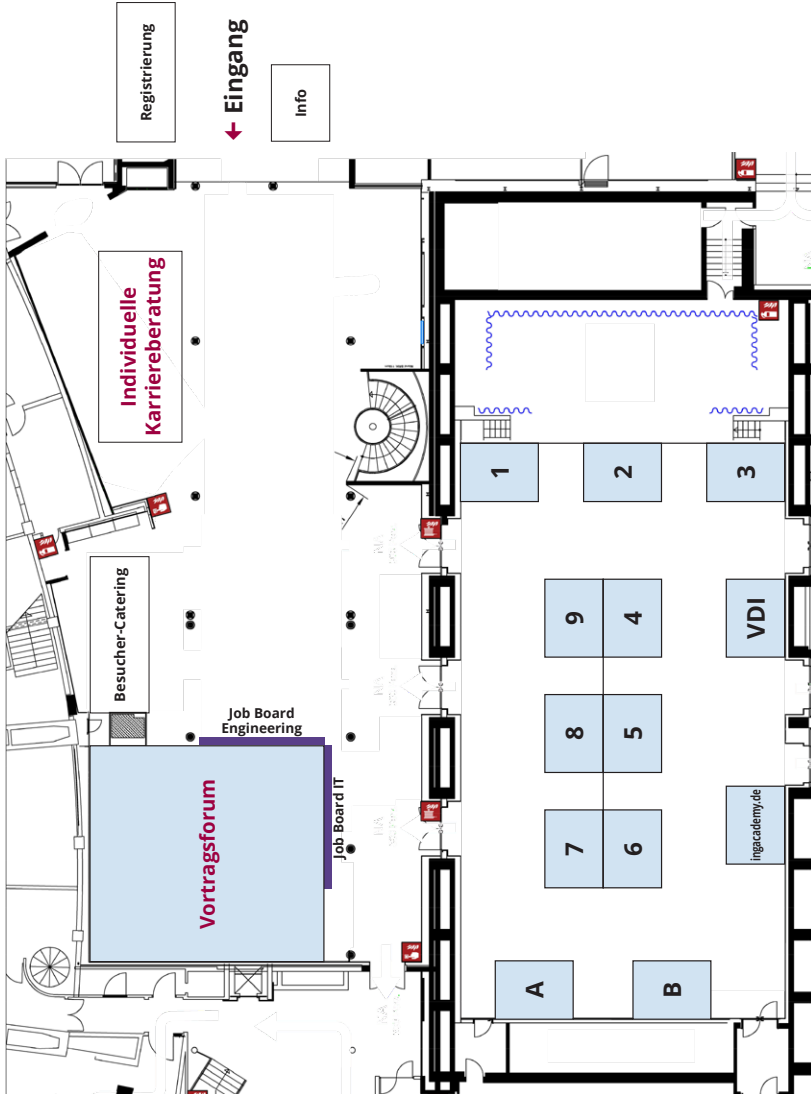 Registrierung
Eingang
Info
Individuelle
Karriereberatung
Besucher-Catering
Job Board
Engineering
Job Board IT
Vortragsforum
1
2
3
9
4
VDI
8
5
7
6
ingacademy.de
A
B